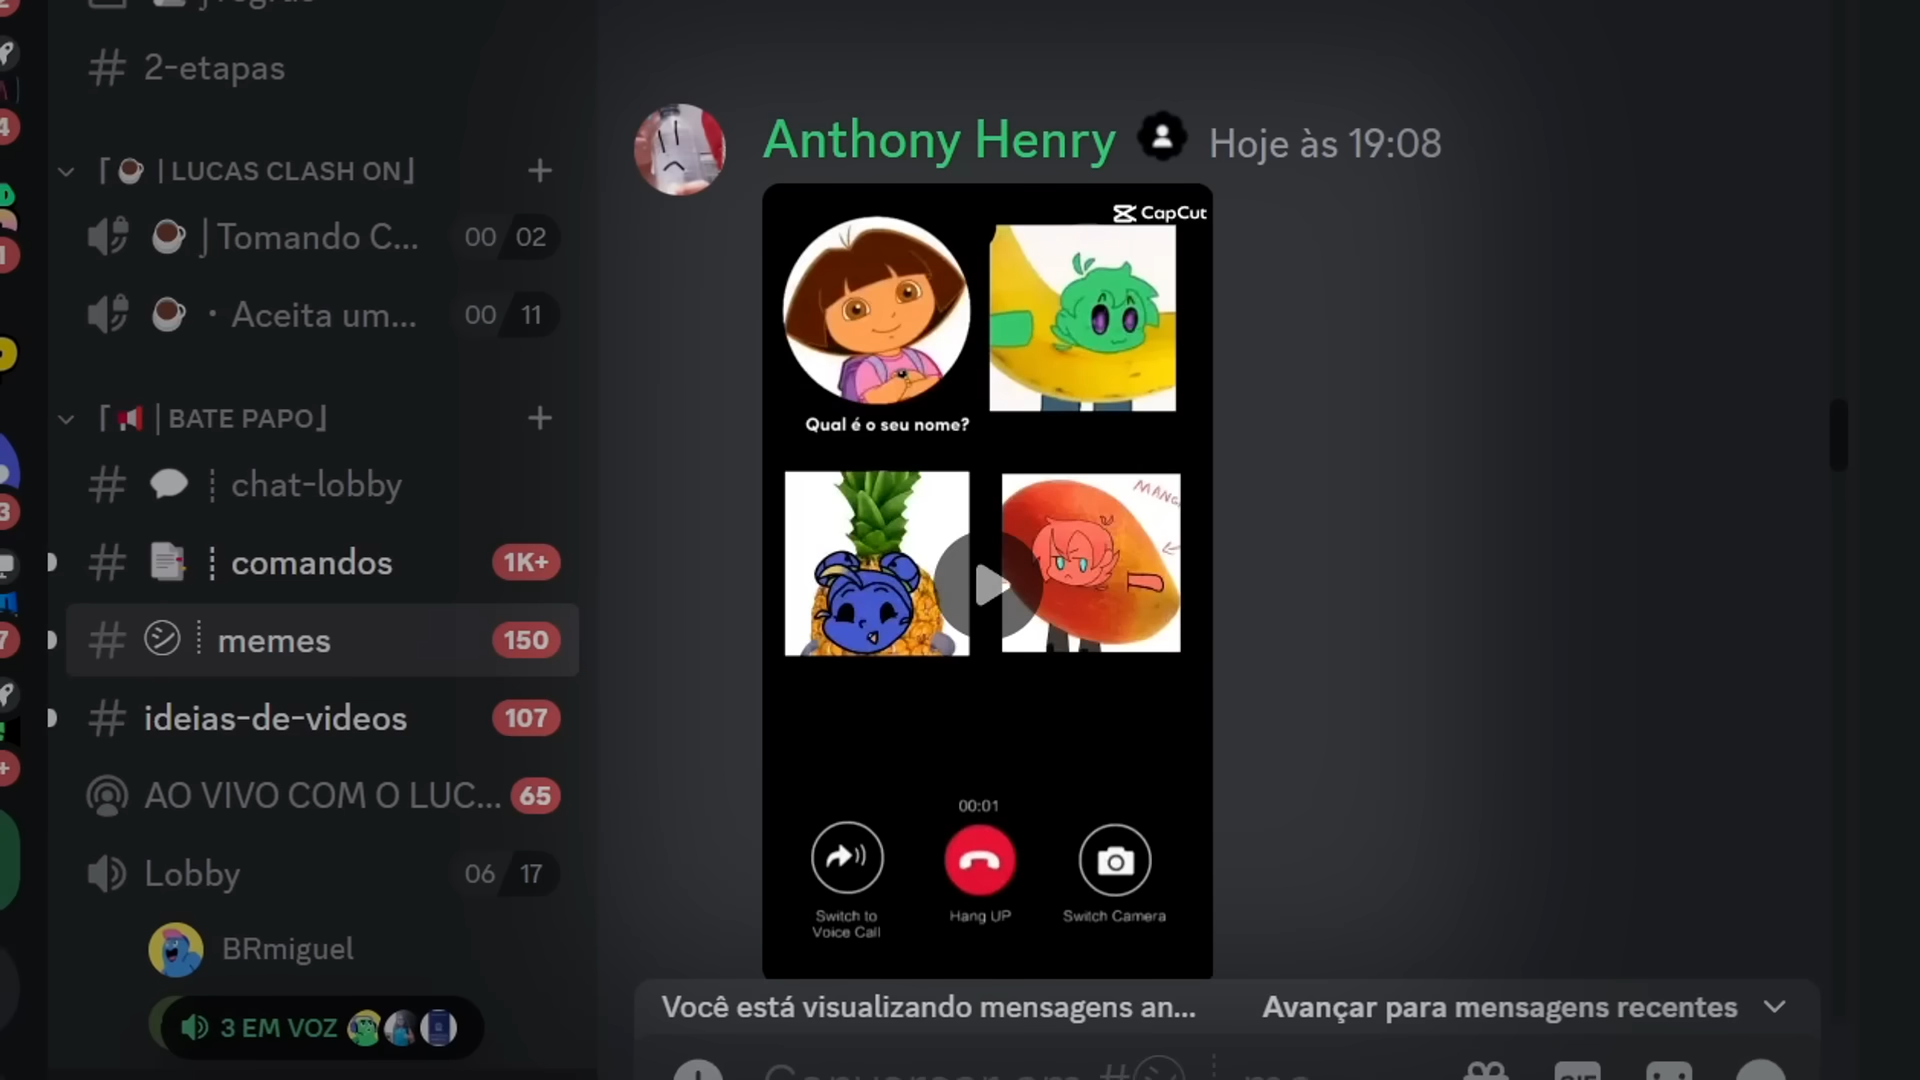 2-etapas
「 | LUCAS CLASH ON」
Tomando C...
00 02
· Aceita um...
00 11
「 | BATE PAPO」
chat-lobby
comandos
1K+
memes
150
ideias-de-videos
107
AO VIVO COM O LUC...
65
Lobby
06 17
BRmiguel
3 EM VOZ
Anthony Henry
Hoje às 19:08
CapCut
Qual é o seu nome?
00:01
Switch to
Voice Call
Hang UP
Switch Camera
Você está visualizando mensagens an...
Avançar para mensagens recentes